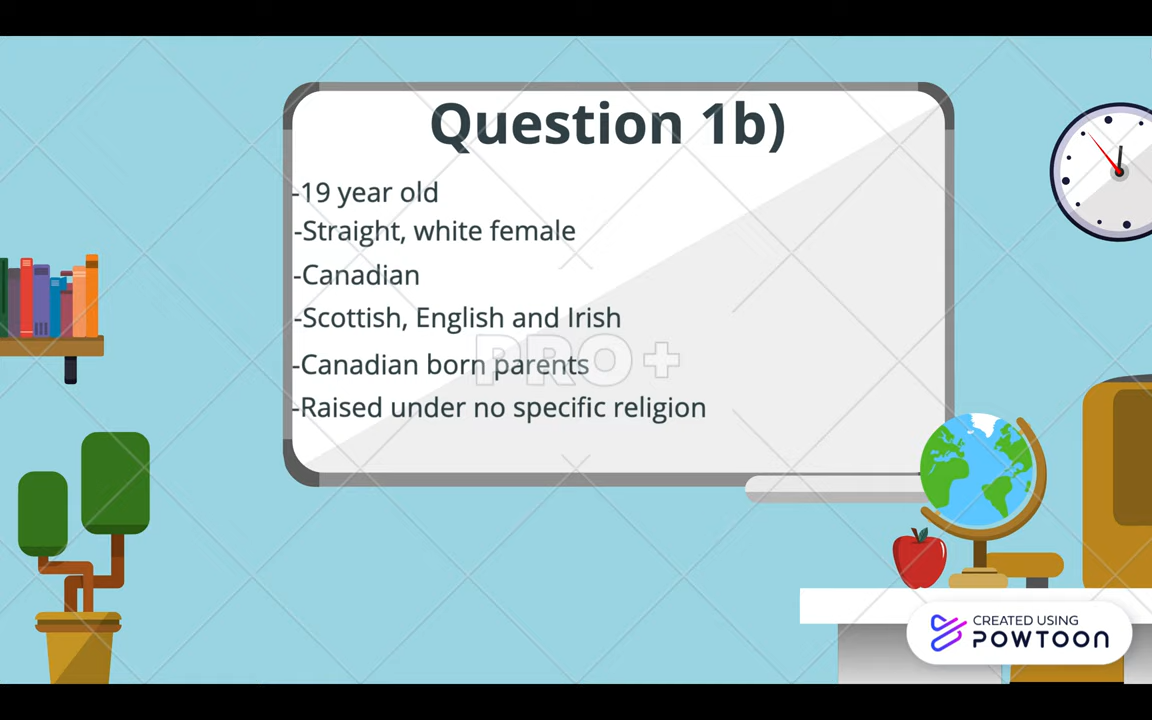 Question 1b)
-19 year old
-Straight, white female
-Canadian
-Scottish, English and Irish
PRO+
-Canadian born parents
-Raised under no specific religion
CREATED USING
POWTOON